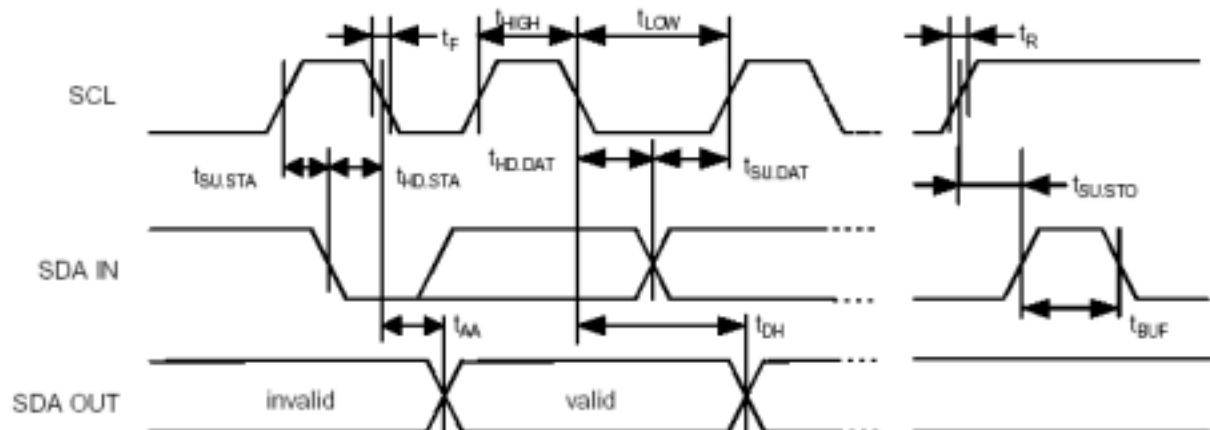 tHIGH tLOW
tF tR
SCL
tSU.STA tHD.STA tHD.DAT tSU.DAT
tSU.STO
SDA IN
tAA tDH tBUF
SDA OUT invalid valid